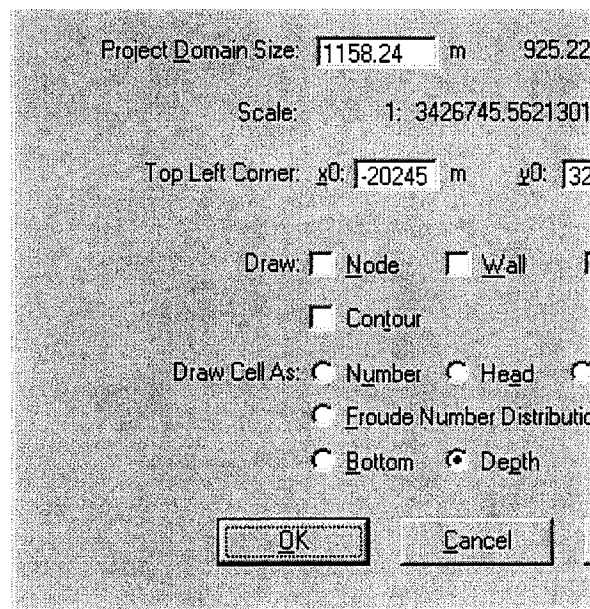 Project Domain Size: 1158.24 m 925.22
Scale: 1: 3426745.5621301
Top Left Corner: x0: -20245 m y0: 32
Draw: Node Wall
Contour
Draw Cell As: Number Head
Froude Number Distributio
Bottom Depth
OK Cancel